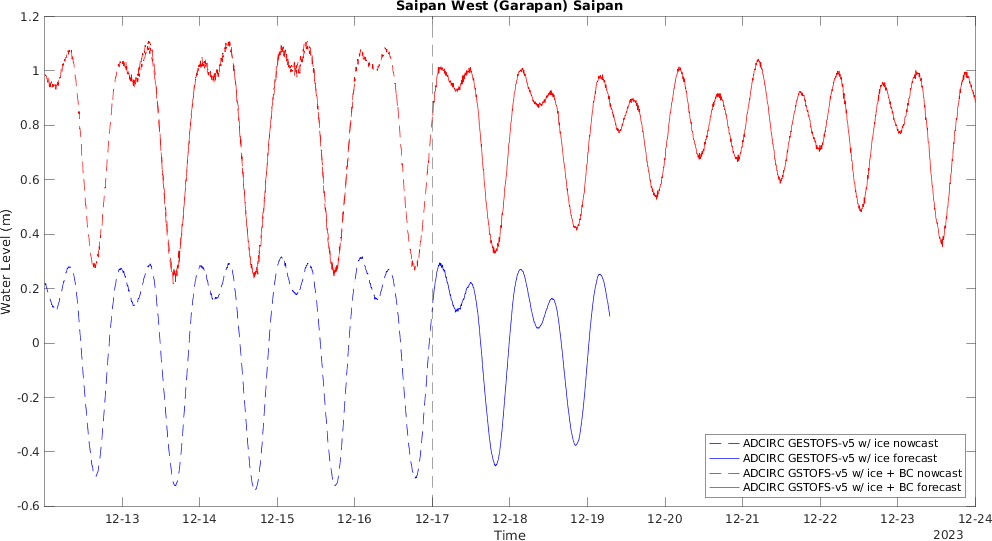 Saipan West (Garapan) Saipan
1.2
1
0.8
0.6
0.4
0.2
0
-0.2
-0.4
-0.6
Water Level (m)
ADCIRC GESTOFS-v5 w/ ice nowcast
ADCIRC GESTOFS-v5 w/ ice forecast
ADCIRC GSTOFS-v5 w/ ice + BC nowcast
ADCIRC GSTOFS-v5 w/ ice + BC forecast
12-13 12-14 12-15 12-16 12-17 12-18 12-19 12-20 12-21 12-22 12-23 12-24
Time
2023